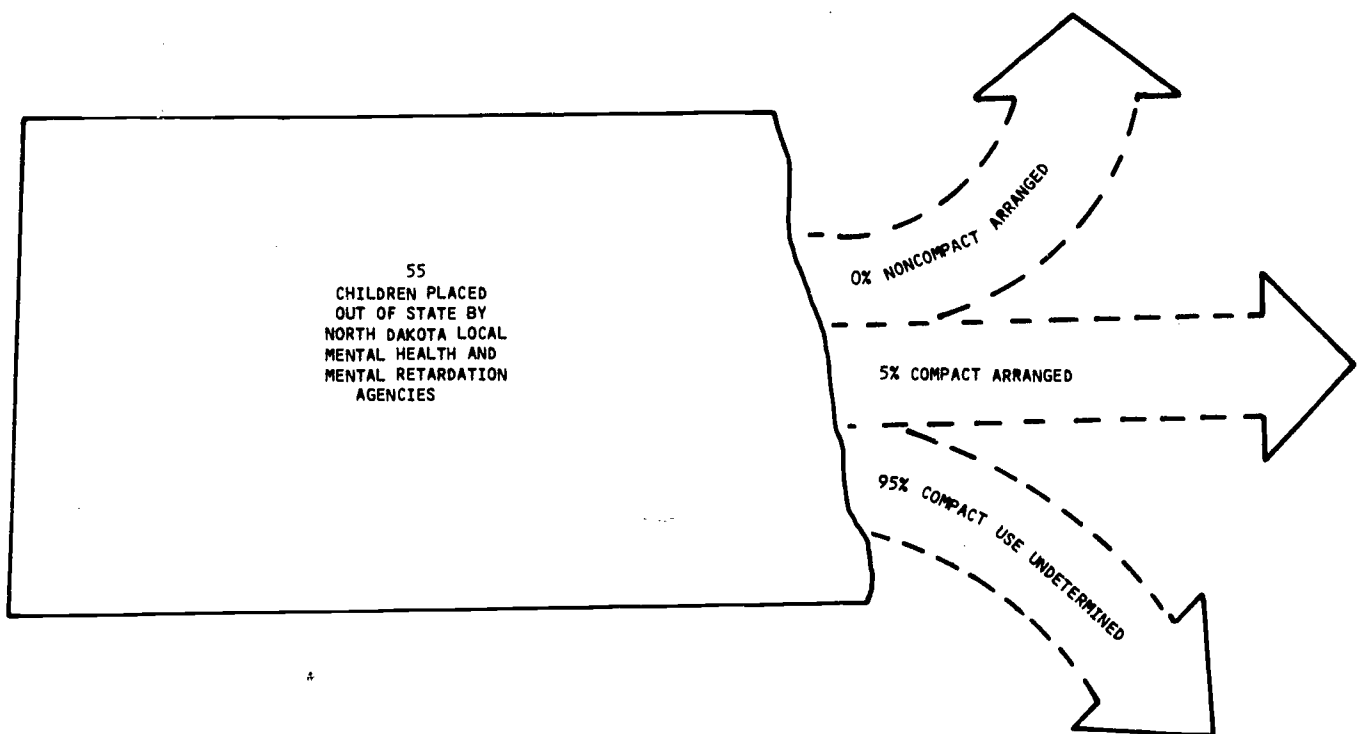 55
CHILDREN PLACED
OUT OF STATE BY
NORTH DAKOTA LOCAL
MENTAL HEALTH AND
MENTAL RETARDATION
AGENCIES
0% NONCOMPACT ARRANGED
5% COMPACT ARRANGED
95% COMPACT USE UNDETERMINED